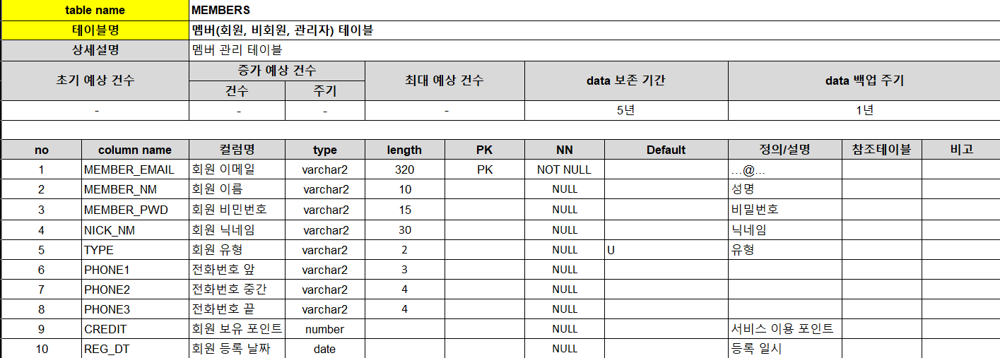 table name MEMBERS
테이블명 멤버(회원, 비회원, 관리자) 테이블
상세설명 멤버 관리 테이블
초기 예상 건수 증가 예상 건수 최대 예상 건수 data 보존 기간 data 백업 주기
건수 주기
- - - - 5년 1년
no column name 컬럼명 type length PK NN Default 정의/설명 참조테이블 비고
1 MEMBER_EMAIL 회원 이메일 varchar2 320 PK NOT NULL ...@...
2 MEMBER_NM 회원 이름 varchar2 10 NULL 성명
3 MEMBER_PWD 회원 비민번호 varchar2 15 NULL 비밀번호
4 NICK_NM 회원 닉네임 varchar2 30 NULL 닉네임
5 TYPE 회원 유형 varchar2 2 NULL U 유형
6 PHONE1 전화번호 앞 varchar2 3 NULL
7 PHONE2 전화번호 중간 varchar2 4 NULL
8 PHONE3 전화번호 끝 varchar2 4 NULL
9 CREDIT 회원 보유 포인트 number NULL 서비스 이용 포인트
10 REG_DT 회원 등록 날짜 date NULL 등록 일시